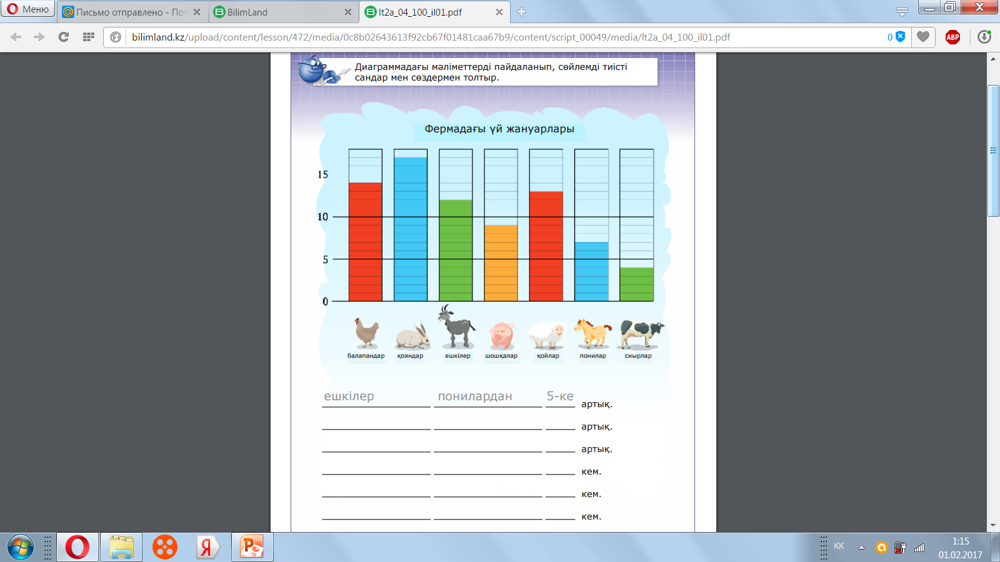 Меню
Письмо отправлено - Поч
BilimLand
lt2a_04_100_il01.pdf
bilimland.kz/upload/content/lesson/472/media/0c8b02643613f92cb67f01481caa67b9/content/script_00049/media/lt2a_04_100_il01.pdf
0
ABP
Диаграммадағы мәліметтерді пайдаланып, сөйлемді тиісті
сандар мен сөздермен толтыр.
Фермадағы үй жануарлары
15
10
5
0
балапандар қояндар ешкілер шошқалар қойлар понилар сиырлар
ешкілер понилардан 5-ке артық.
артық.
артық.
кем.
кем.
кем.
KK
1:15
01.02.2017